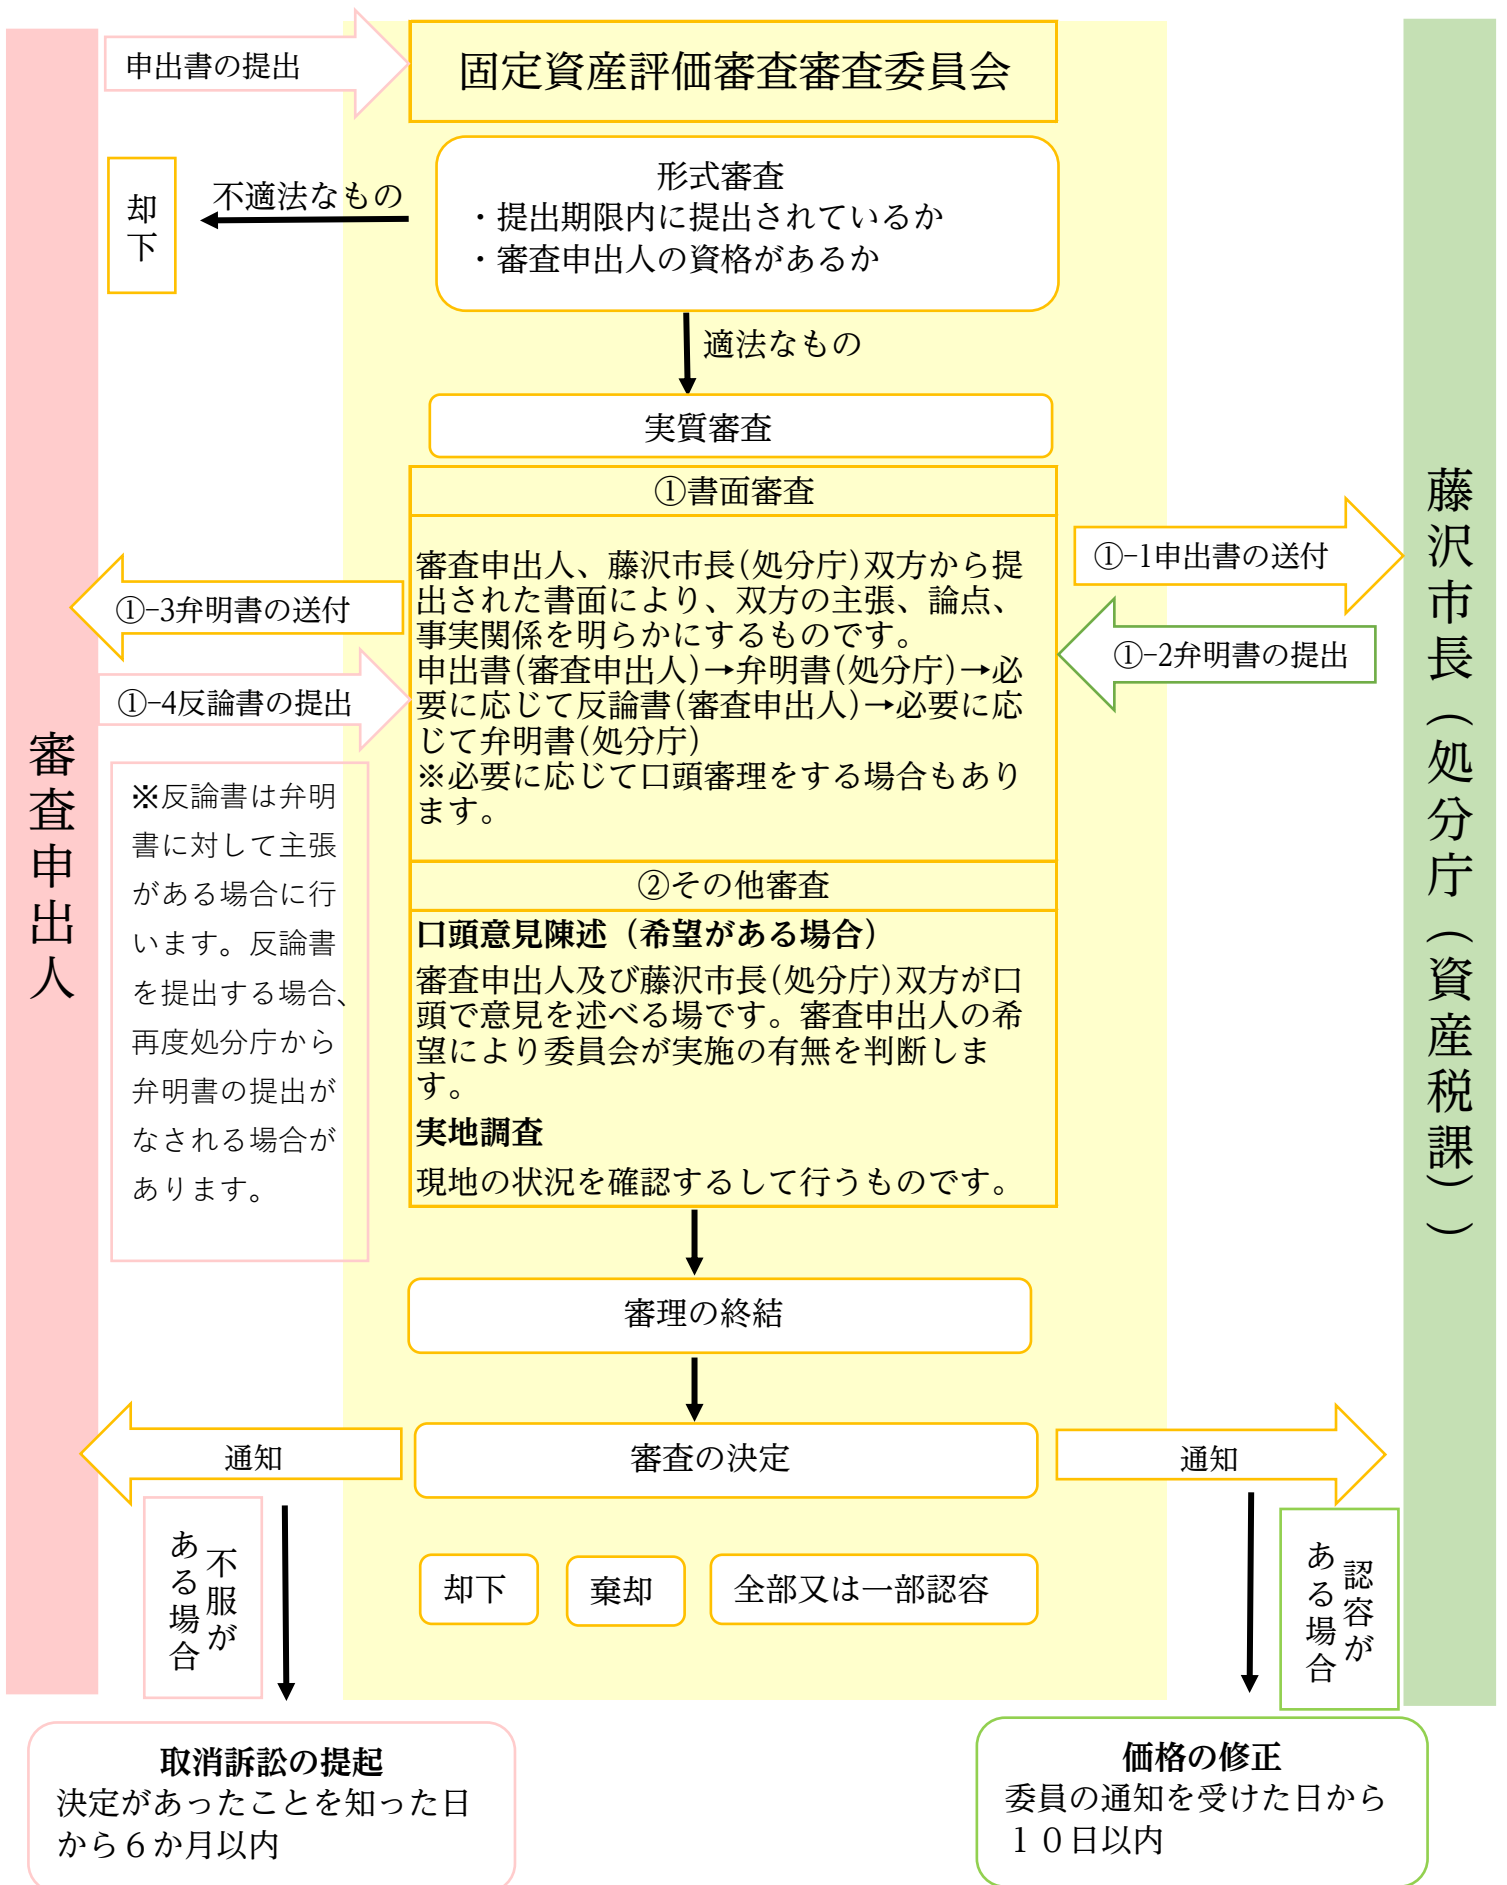 申出書の提出
固定資産評価審査審査委員会
形式審査
・提出期限内に提出されているか
・審査申出人の資格があるか
不適法なもの
却下
適法なもの
実質審査
①書面審査
審査申出人、藤沢市長(処分庁)双方から提
出された書面により、双方の主張、論点、
事実関係を明らかにするものです。
申出書(審査申出人)→弁明書(処分庁)→必
要に応じて反論書(審査申出人)→必要に応
じて弁明書(処分庁)
※必要に応じて口頭審理をする場合もあり
ます。
①-1申出書の送付
①-2弁明書の提出
①-3弁明書の送付
①-4反論書の提出
※反論書は弁明
書に対して主張
がある場合に行
います。反論書
を提出する場合、
再度処分庁から
弁明書の提出が
なされる場合が
あります。
審査申出人
藤沢市長（処分庁（資産税課））
②その他審査
口頭意見陳述（希望がある場合）
審査申出人及び藤沢市長(処分庁)双方が口
頭で意見を述べる場です。審査申出人の希
望により委員会が実施の有無を判断しま
す。
実地調査
現地の状況を確認するして行うものです。
審理の終結
審査の決定
通知
通知
不服が
ある場合
却下
棄却
全部又は一部認容
認容が
ある場合
取消訴訟の提起
決定があったことを知った日
から６か月以内
価格の修正
委員の通知を受けた日から
１０日以内